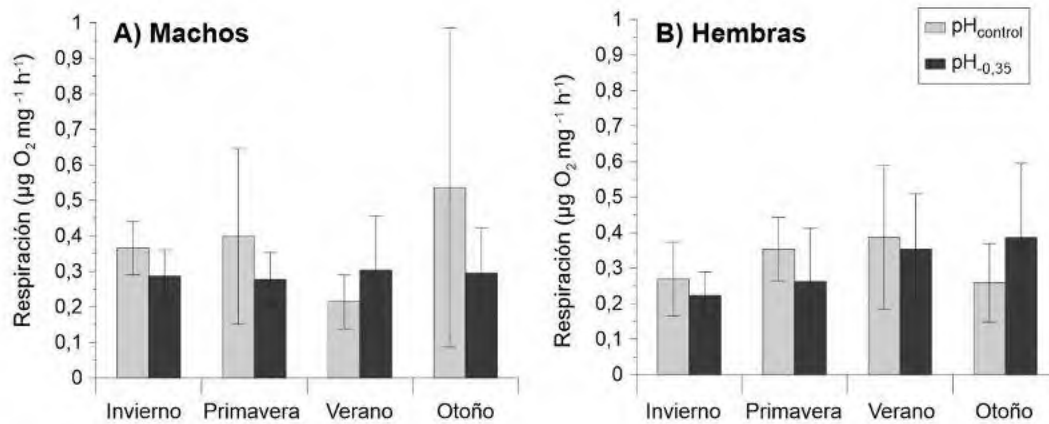 A) Machos
Respiración (µg O₂ mg ⁻¹ h⁻¹)
1
0,9
0,8
0,7
0,6
0,5
0,4
0,3
0,2
0,1
0
Invierno Primavera Verano Otoño
B) Hembras
pHcontrol
pH-0,35
Respiración (µg O₂ mg ⁻¹ h⁻¹)
1
0,9
0,8
0,7
0,6
0,5
0,4
0,3
0,2
0,1
0
Invierno Primavera Verano Otoño